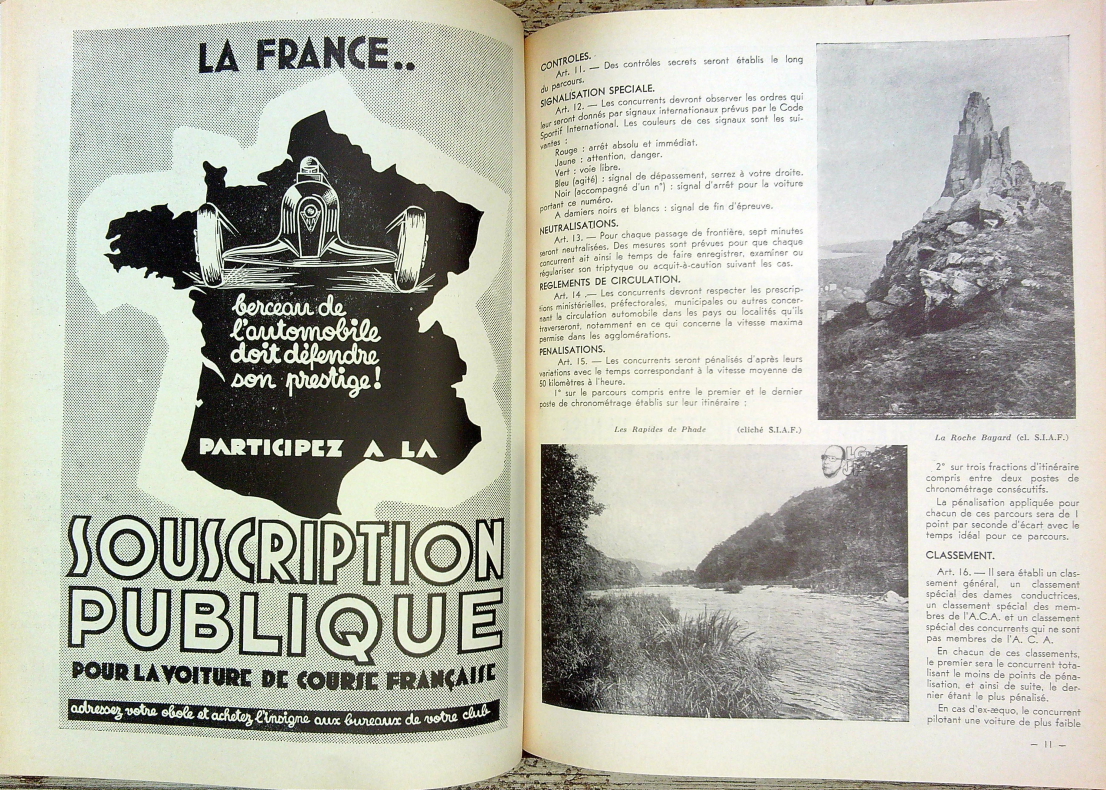 LA FRANCE..
berceau de
l'automobile
doit défendre
son prestige!
PARTICIPEZ A LA
SOUSCRIPTION
PUBLIQUE
POUR LA VOITURE DE COURSE FRANÇAISE
adressez votre obole et achetez l'insigne aux bureaux de votre club
CONTROLES.
Art. 11. — Des contrôles secrets seront établis le long
du parcours.
SIGNALISATION SPECIALE.
Art. 12. — Les concurrents devront observer les ordres qui
leur seront donnés par signaux internationaux prévus par le Code
Sportif International. Les couleurs de ces signaux sont les sui-
vantes :
Rouge : arrêt absolu et immédiat.
Jaune : attention, danger.
Vert : voie libre.
Bleu (agité) : signal de dépassement, serrez à votre droite.
Noir (accompagné d'un n°) : signal d'arrêt pour la voiture
portant ce numéro.
A damiers noirs et blancs : signal de fin d'épreuve.
NEUTRALISATIONS.
Art. 13. — Pour chaque passage de frontière, sept minutes
seront neutralisées. Des mesures sont prévues pour que chaque
concurrent ait ainsi le temps de faire enregistrer, examiner ou
régulariser son triptyque ou acquit-à-caution suivant les cas.
REGLEMENTS DE CIRCULATION.
Art. 14 .— Les concurrents devront respecter les prescrip-
tions ministérielles, préfectorales, municipales ou autres concer-
nant la circulation automobile dans les pays ou localités qu'ils
traverseront, notamment en ce qui concerne la vitesse maxima
permise dans les agglomérations.
PENALISATIONS.
Art. 15. — Les concurrents seront pénalisés d'après leurs
variations avec le temps correspondant à la vitesse moyenne de
50 kilomètres à l'heure.
1° sur le parcours compris entre le premier et le dernier
poste de chronométrage établis sur leur itinéraire :
Les Rapides de Phade (cliché S.I.A.F.)
La Roche Bayard (cl. S.I.A.F.)
2° sur trois fractions d'itinéraire
compris entre deux postes de
chronométrage consécutifs.
La pénalisation appliquée pour
chacun de ces parcours sera de 1
point par seconde d'écart avec le
temps idéal pour ce parcours.
CLASSEMENT.
Art. 16. — Il sera établi un clas-
sement général, un classement
spécial des dames conductrices,
un classement spécial des mem-
bres de l'A.C.A. et un classement
spécial des concurrents qui ne sont
pas membres de l'A. C. A.
En chacun de ces classements,
le premier sera le concurrent tota-
lisant le moins de points de péna-
lisation, et ainsi de suite, le der-
nier étant le plus pénalisé.
En cas d'ex-æquo, le concurrent
pilotant une voiture de plus faible
— 11 —